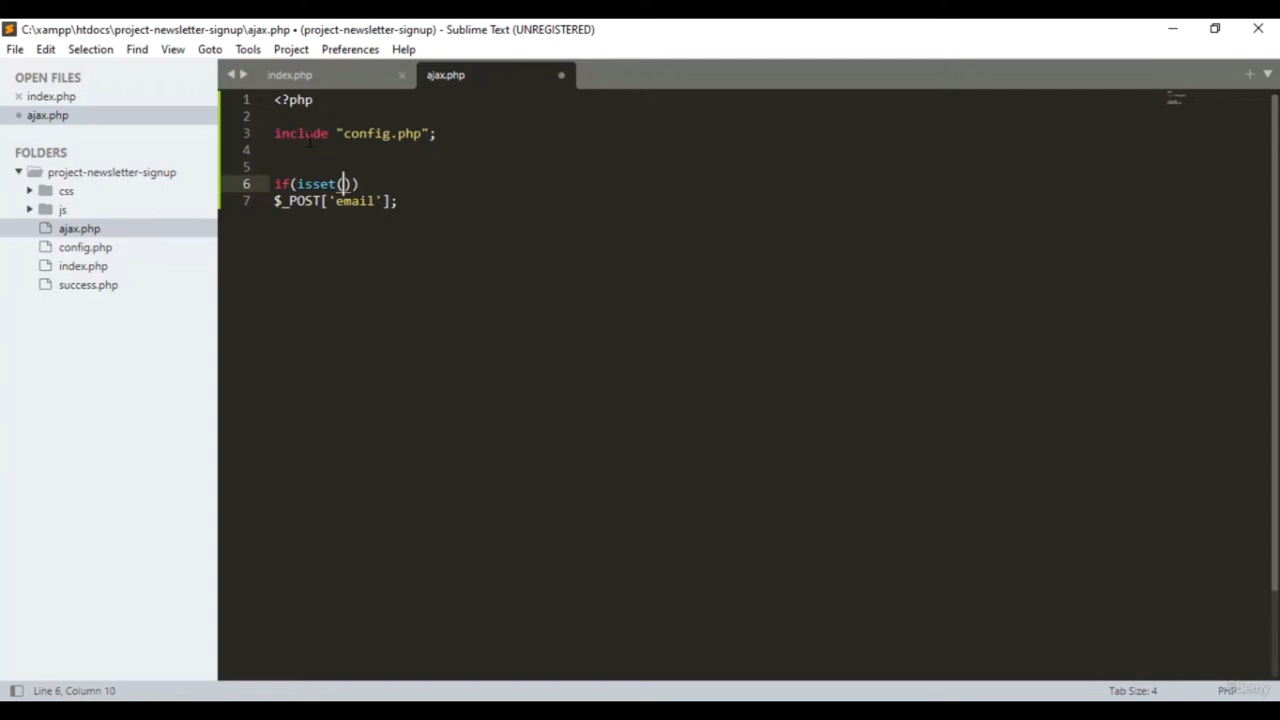 C:\xampp\htdocs\project-newsletter-signup\ajax.php • (project-newsletter-signup) - Sublime Text (UNREGISTERED)
File Edit Selection Find View Goto Tools Project Preferences Help
OPEN FILES
index.php
ajax.php
FOLDERS
project-newsletter-signup
css
js
ajax.php
config.php
index.php
success.php
index.php ajax.php
1 <?php
2
3 include "config.php";
4
5
6 if(isset())
7 $_POST['email'];
Line 6, Column 10 Tab Size: 4 PHP